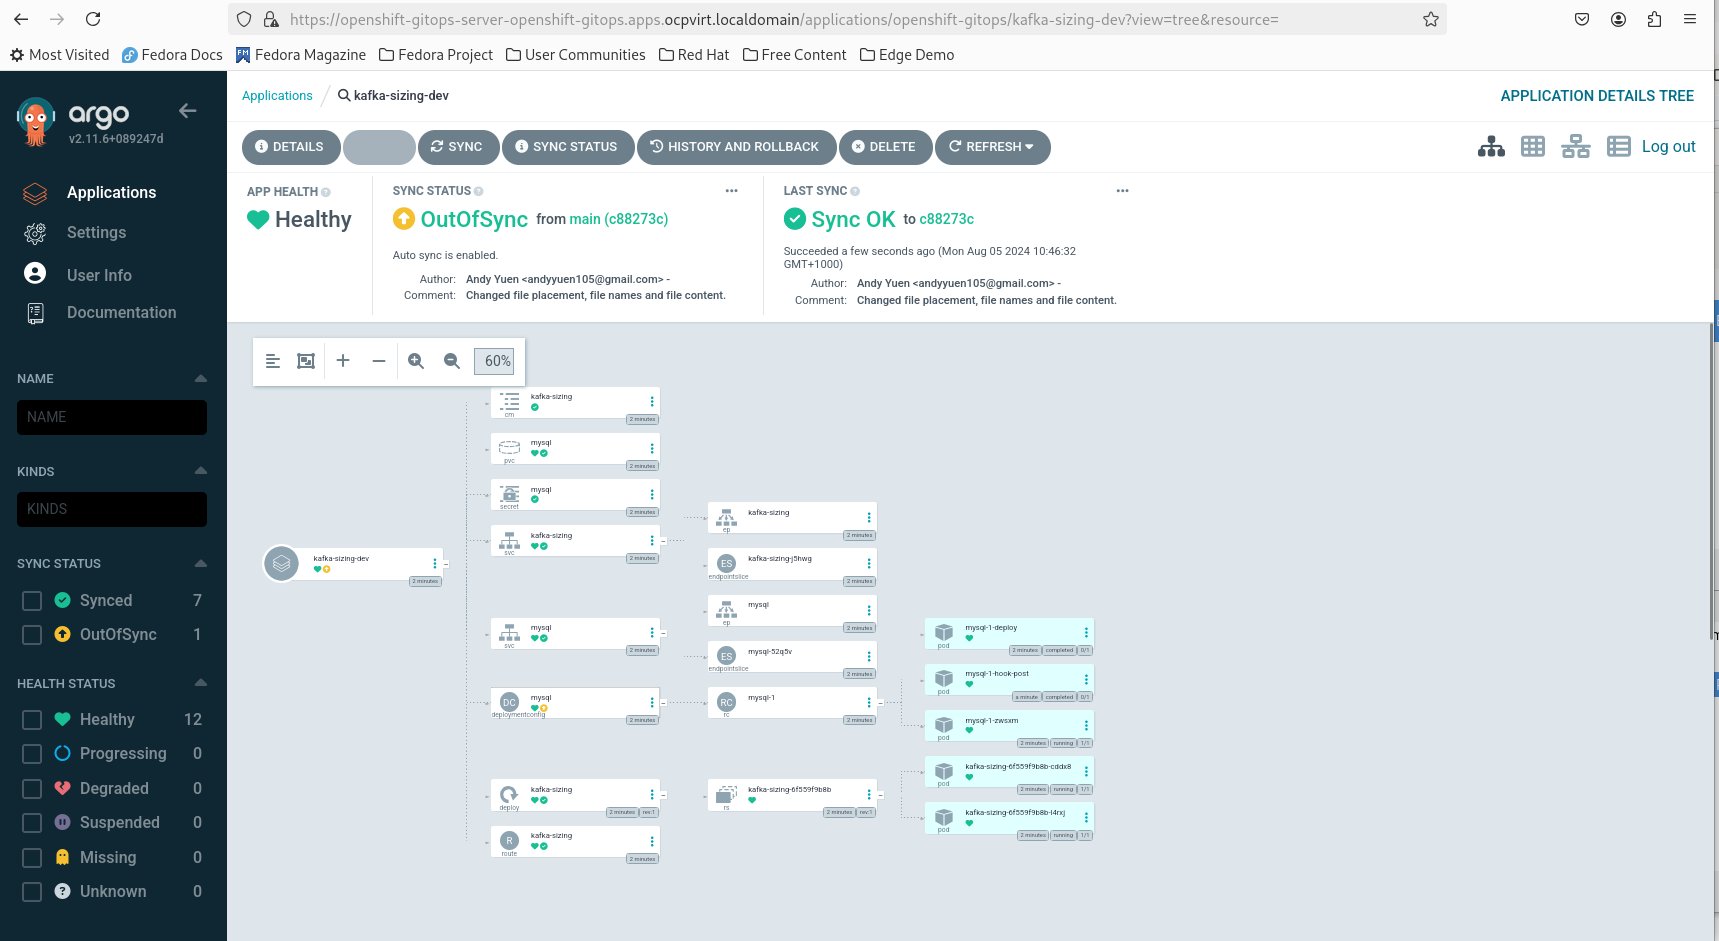 https://openshift-gitops-server-openshift-gitops.apps.ocpvirt.localdomain/applications/openshift-gitops/kafka-sizing-dev?view=tree&resource=
Most Visited Fedora Docs Fedora Magazine Fedora Project User Communities Red Hat Free Content Edge Demo
argo
v2.11.6+089247d
Applications
Settings
User Info
Documentation
NAME
NAME
KINDS
KINDS
SYNC STATUS
Synced 7
OutOfSync 1
HEALTH STATUS
Healthy 12
Progressing 0
Degraded 0
Suspended 0
Missing 0
Unknown 0
Applications / kafka-sizing-dev
APPLICATION DETAILS TREE
DETAILS SYNC SYNC STATUS HISTORY AND ROLLBACK DELETE REFRESH
Log out
APP HEALTH
Healthy
SYNC STATUS
OutOfSync from main (c88273c)
Auto sync is enabled.
Author: Andy Yuen <andyyuen105@gmail.com> -
Comment: Changed file placement, file names and file content.
LAST SYNC
Sync OK to c88273c
Succeeded a few seconds ago (Mon Aug 05 2024 10:46:32
GMT+1000)
Author: Andy Yuen <andyyuen105@gmail.com> -
Comment: Changed file placement, file names and file content.
60%
kafka-sizing-dev
2 minutes
kafka-sizing
cm
2 minutes
mysql
pvc
2 minutes
mysql
secret
2 minutes
kafka-sizing
svc
2 minutes
mysql
svc
2 minutes
DC
mysql
deploymentconfig
2 minutes
kafka-sizing
deploy
2 minutes rev:1
R
kafka-sizing
route
2 minutes
kafka-sizing
ep
2 minutes
ES
kafka-sizing-j5hwg
endpointslice
2 minutes
mysql
ep
2 minutes
ES
mysql-52q5v
endpointslice
2 minutes
RC
mysql-1
rc
2 minutes
kafka-sizing-6f559f9b8b
rs
2 minutes rev:1
mysql-1-deploy
pod
2 minutes completed 0/1
mysql-1-hook-post
pod
a minute completed 0/1
mysql-1-zwsxm
pod
2 minutes running 1/1
kafka-sizing-6f559f9b8b-cddx8
pod
2 minutes running 1/1
kafka-sizing-6f559f9b8b-l4rxj
pod
2 minutes running 1/1